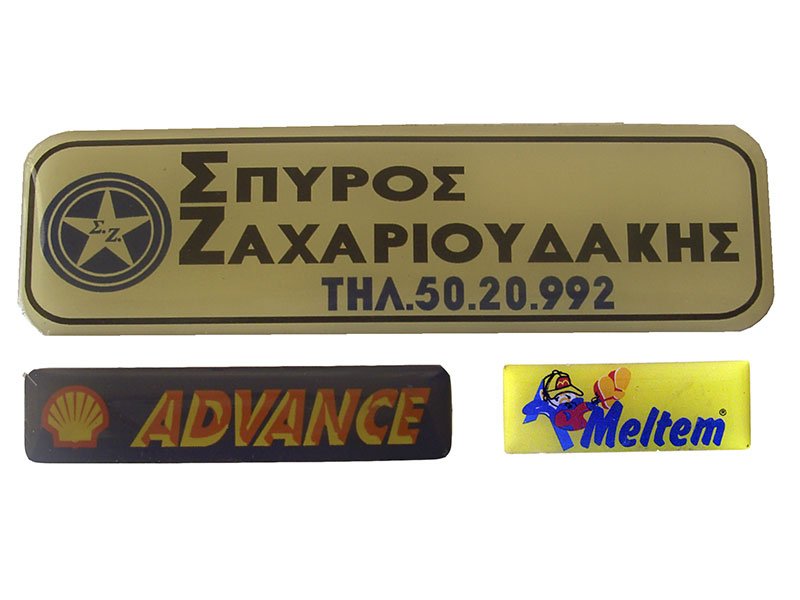 ΣΠΥΡΟΣ
ΖΑΧΑΡΙΟΥΔΑΚΗΣ
Σ.Ζ.
ΤΗΛ.50.20.992
ADVANCE
Meltem®